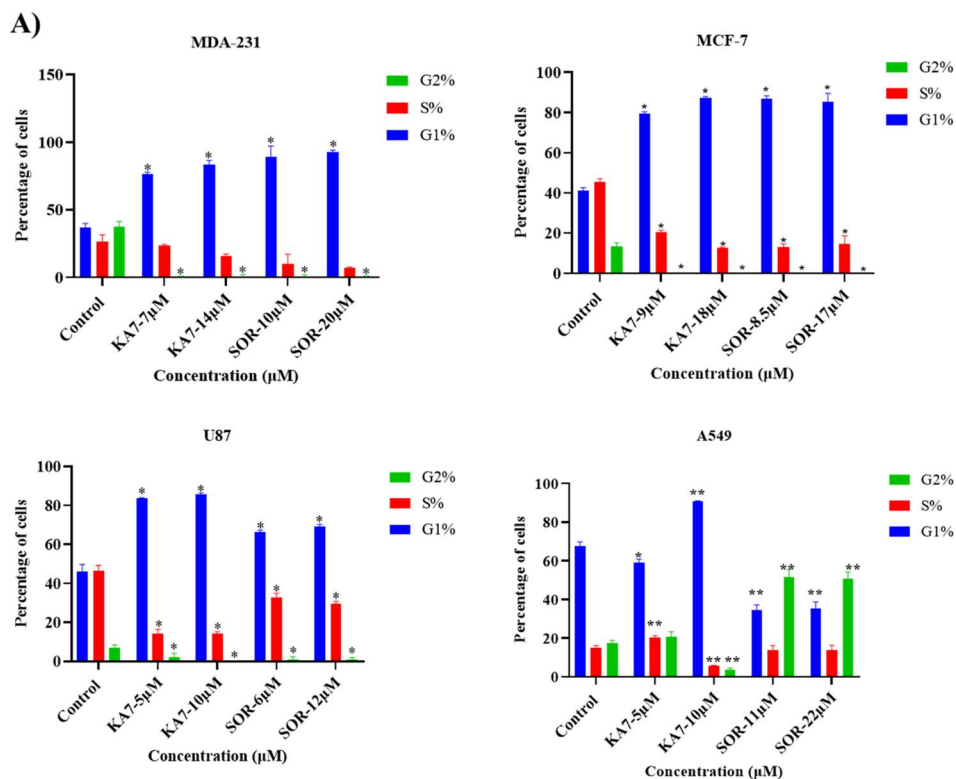 A)
MDA-231
150
100
50
0
Percentage of cells
G2%
S%
G1%
* * * *
* * * *
Control
KA7-7µM
KA7-14µM
SOR-10µM
SOR-20µM
Concentration (µM)
MCF-7
100
80
60
40
20
0
Percentage of cells
G2%
S%
G1%
* * * *
* * * *
* * * *
Control
KA7-9µM
KA7-18µM
SOR-8.5µM
SOR-17µM
Concentration (µM)
U87
100
80
60
40
20
0
Percentage of cells
G2%
S%
G1%
* * * *
* * * *
* * * *
Control
KA7-5µM
KA7-10µM
SOR-6µM
SOR-12µM
Concentration (µM)
A549
100
80
60
40
20
0
Percentage of cells
G2%
S%
G1%
* ** ** **
** ** ** ** **
Control
KA7-5µM
KA7-10µM
SOR-11µM
SOR-22µM
Concentration (µM)